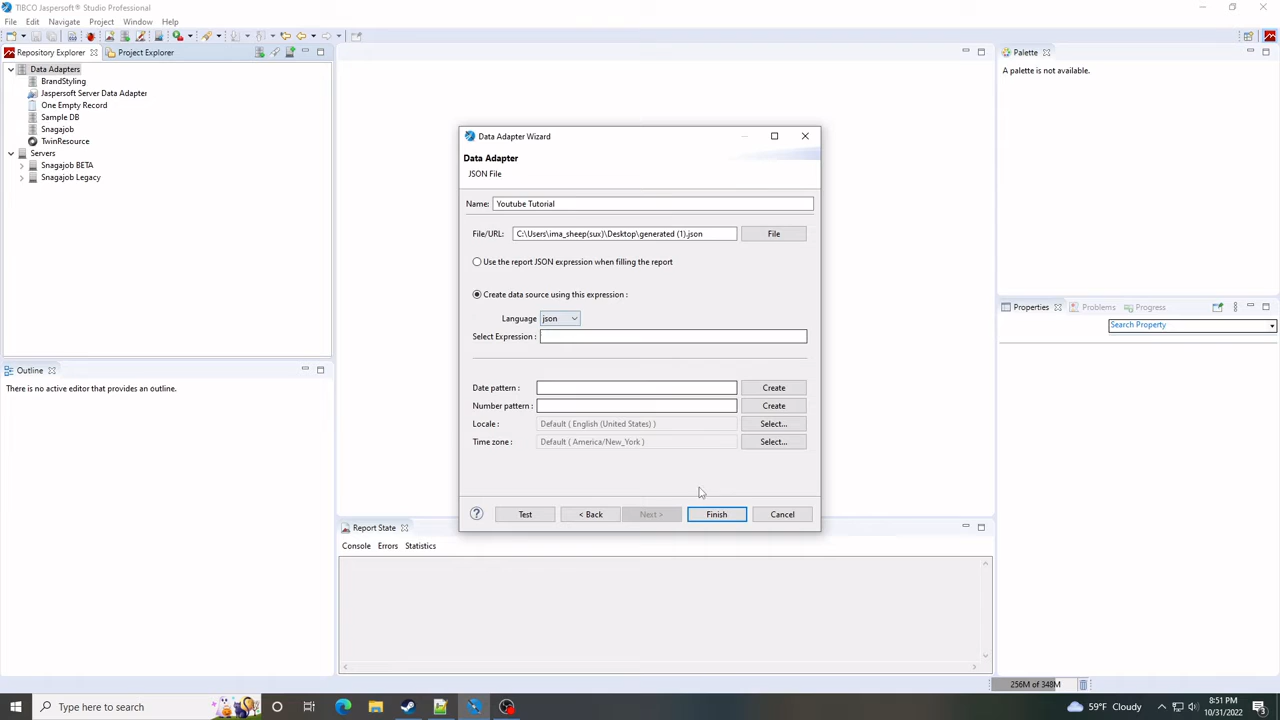 TIBCO Jaspersoft® Studio Professional
File Edit Navigate Project Window Help
Repository Explorer
Project Explorer
Data Adapters
BrandStyling
Jaspersoft Server Data Adapter
One Empty Record
Sample DB
Snagajob
TwinResource
Servers
Snagajob BETA
Snagajob Legacy
Outline
There is no active editor that provides an outline.
Data Adapter Wizard
Data Adapter
JSON File
Name: Youtube Tutorial
File/URL: C:\Users\ima_sheep(sux)\Desktop\generated (1).json File
Use the report JSON expression when filling the report
Create data source using this expression :
Language json
Select Expression :
Date pattern : Create
Number pattern : Create
Locale : Default ( English (United States) ) Select...
Time zone : Default ( America/New_York ) Select...
Test < Back Next > Finish Cancel
Report State
Console Errors Statistics
Palette
A palette is not available.
Properties Problems Progress
Search Property
256M of 348M
Type here to search
59°F Cloudy
8:51 PM
10/31/2022
3